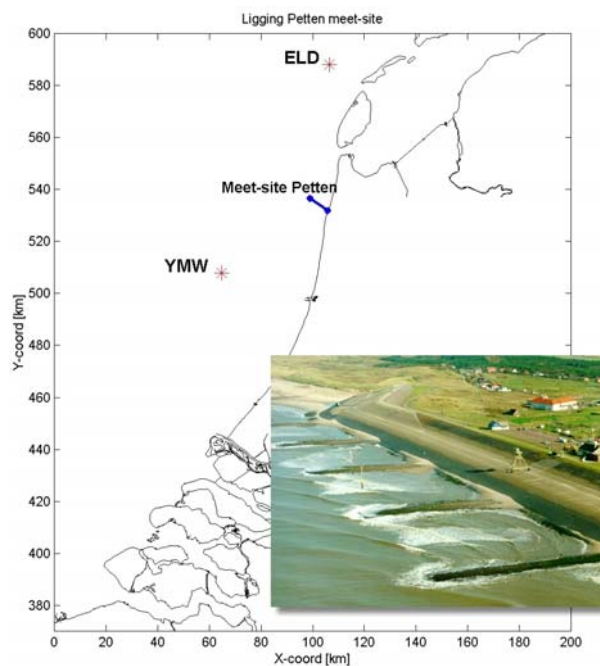 Ligging Petten meet-site
600
580
560
540
520
500
480
460
440
420
400
380
Y-coord [km]
ELD
Meet-site Petten
YMW
0 20 40 60 80 100 120 140 160 180 200
X-coord [km]